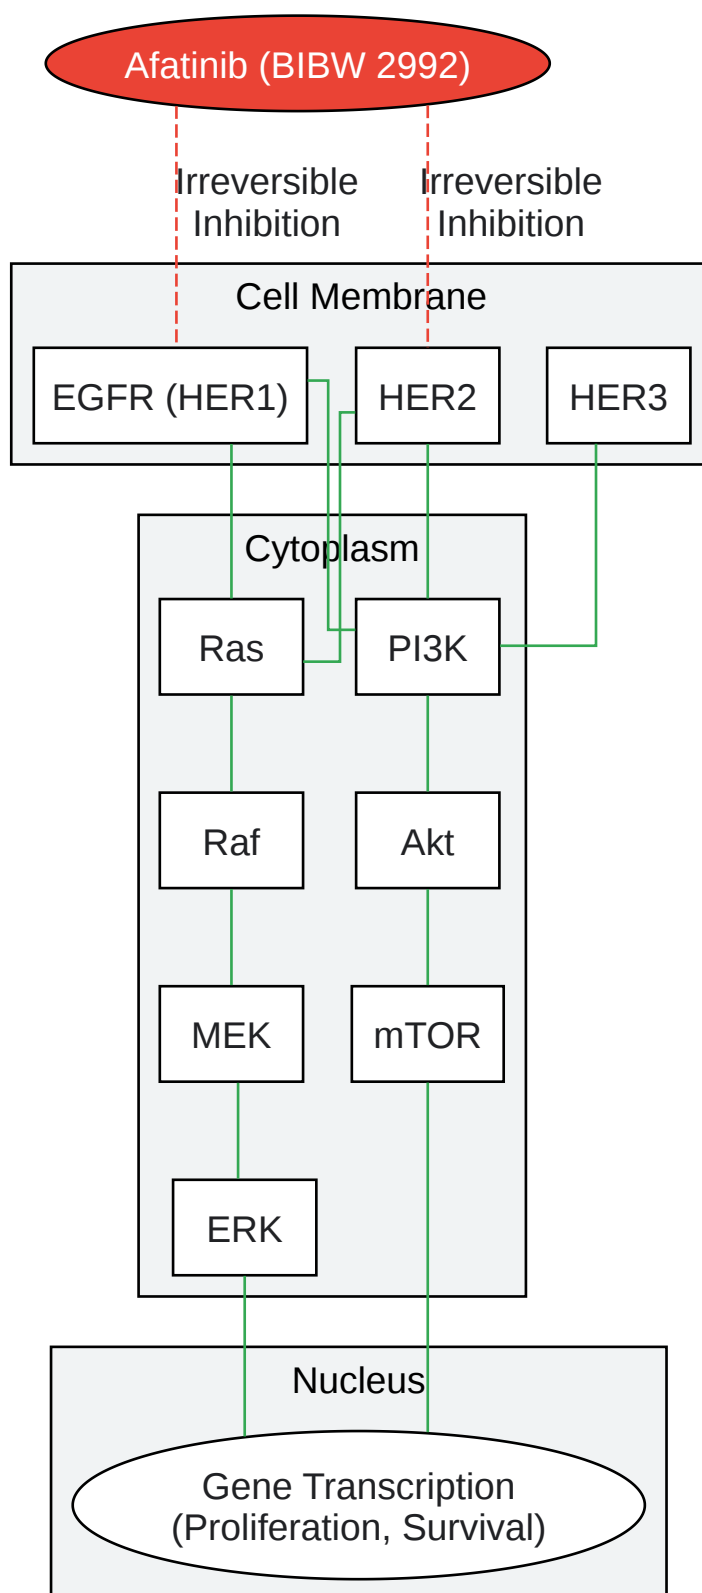 Afatinib (BIBW 2992)
Irreversible
Inhibition
Irreversible
Inhibition
Cell Membrane
EGFR (HER1)
HER2
HER3
Cytoplasm
Ras
PI3K
Raf
Akt
MEK
mTOR
ERK
Nucleus
Gene Transcription
(Proliferation, Survival)